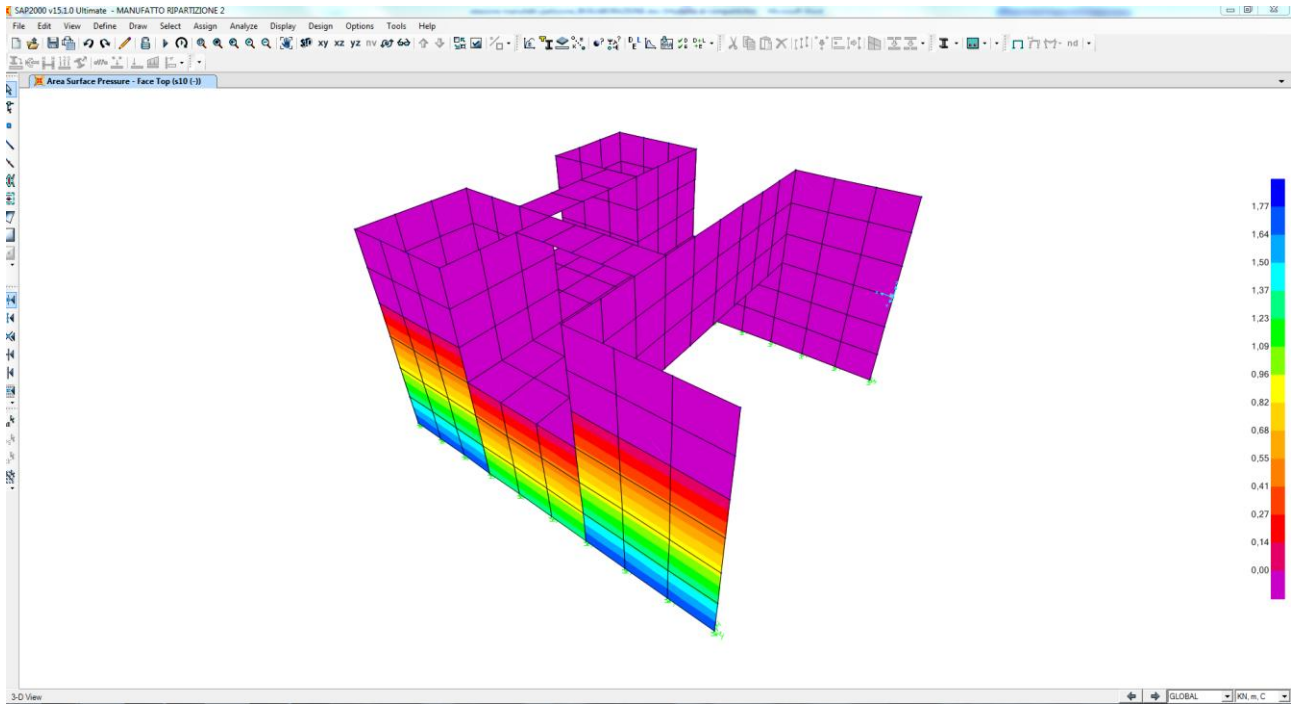 SAP2000 v15.1.0 Ultimate - MANUFATTO RIPARTIZIONE 2
File Edit View Define Draw Select Assign Analyze Display Design Options Tools Help
xy xz yz nv nd
Area Surface Pressure - Face Top (s10 (-))
1,77
1,64
1,50
1,37
1,23
1,09
0,96
0,82
0,68
0,55
0,41
0,27
0,14
0,00
3-D View
GLOBAL
KN, m, C